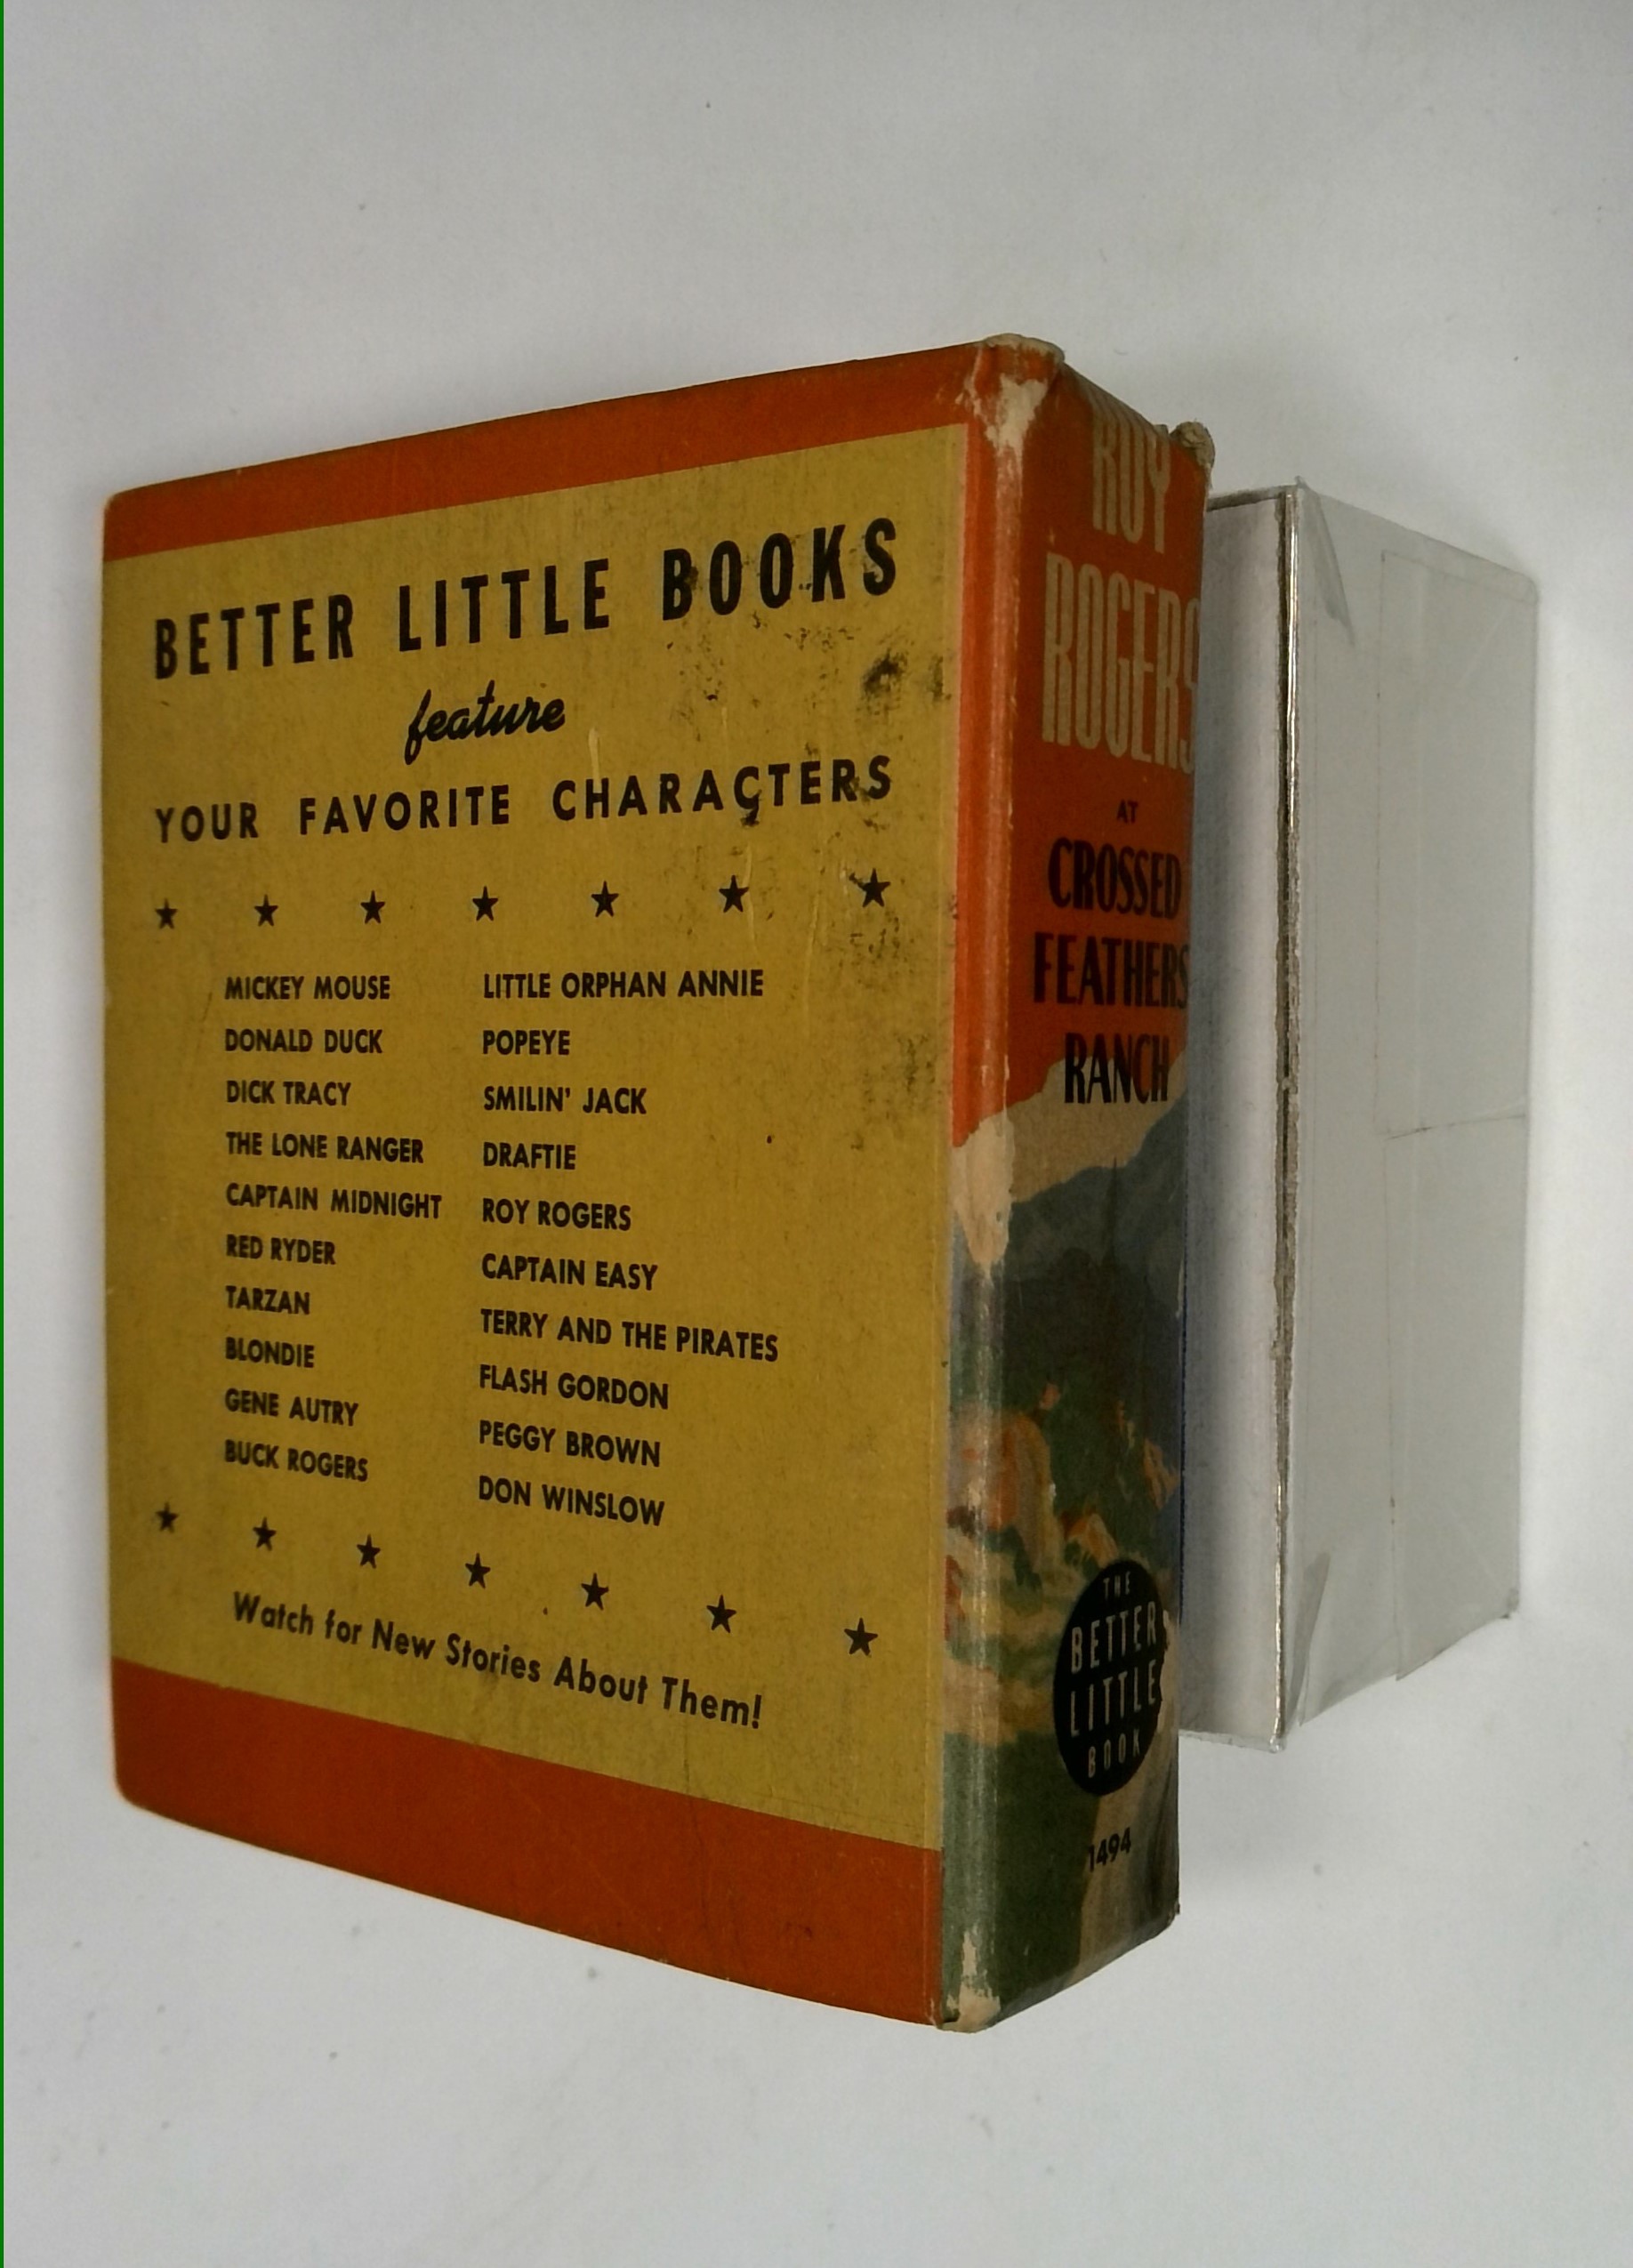 BETTER LITTLE BOOKS
feature
YOUR FAVORITE CHARACTERS
MICKEY MOUSE
DONALD DUCK
DICK TRACY
THE LONE RANGER
CAPTAIN MIDNIGHT
RED RYDER
TARZAN
BLONDIE
GENE AUTRY
BUCK ROGERS
LITTLE ORPHAN ANNIE
POPEYE
SMILIN' JACK
DRAFTIE
ROY ROGERS
CAPTAIN EASY
TERRY AND THE PIRATES
FLASH GORDON
PEGGY BROWN
DON WINSLOW
Watch for New Stories About Them!
ROY
ROGERS
AT
CROSSED
FEATHERS
RANCH
THE
BETTER
LITTLE
BOOK
1494